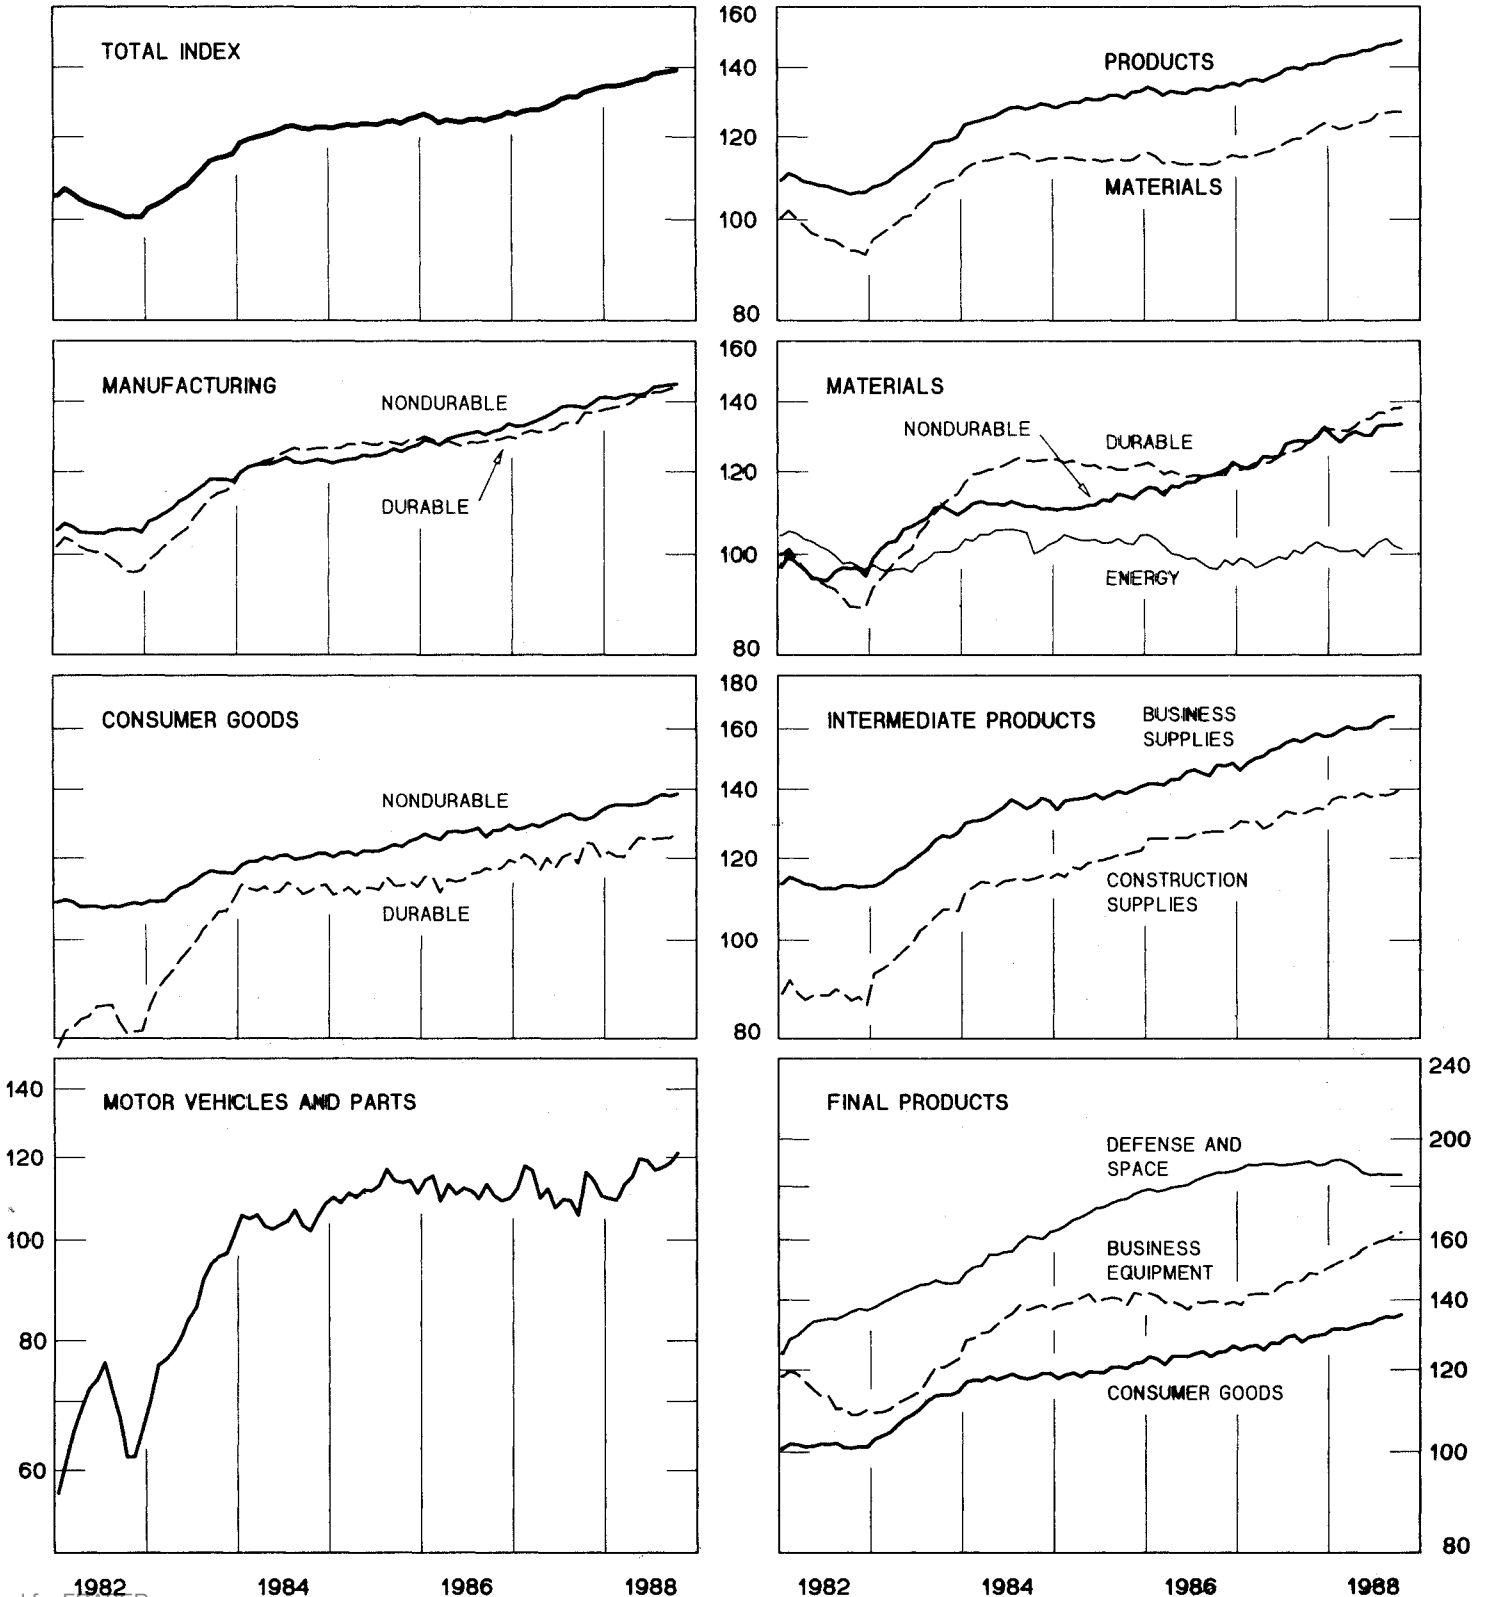 TOTAL INDEX
160
140
120
100
80
PRODUCTS
MATERIALS
MANUFACTURING
NONDURABLE
DURABLE
160
140
120
100
80
MATERIALS
NONDURABLE
DURABLE
ENERGY
CONSUMER GOODS
NONDURABLE
DURABLE
180
160
140
120
100
80
INTERMEDIATE PRODUCTS
BUSINESS
SUPPLIES
CONSTRUCTION
SUPPLIES
140
120
100
80
60
MOTOR VEHICLES AND PARTS
FINAL PRODUCTS
DEFENSE AND
SPACE
BUSINESS
EQUIPMENT
CONSUMER GOODS
240
200
160
140
120
100
80
1982 1984 1986 1988
1982 1984 1986 1988